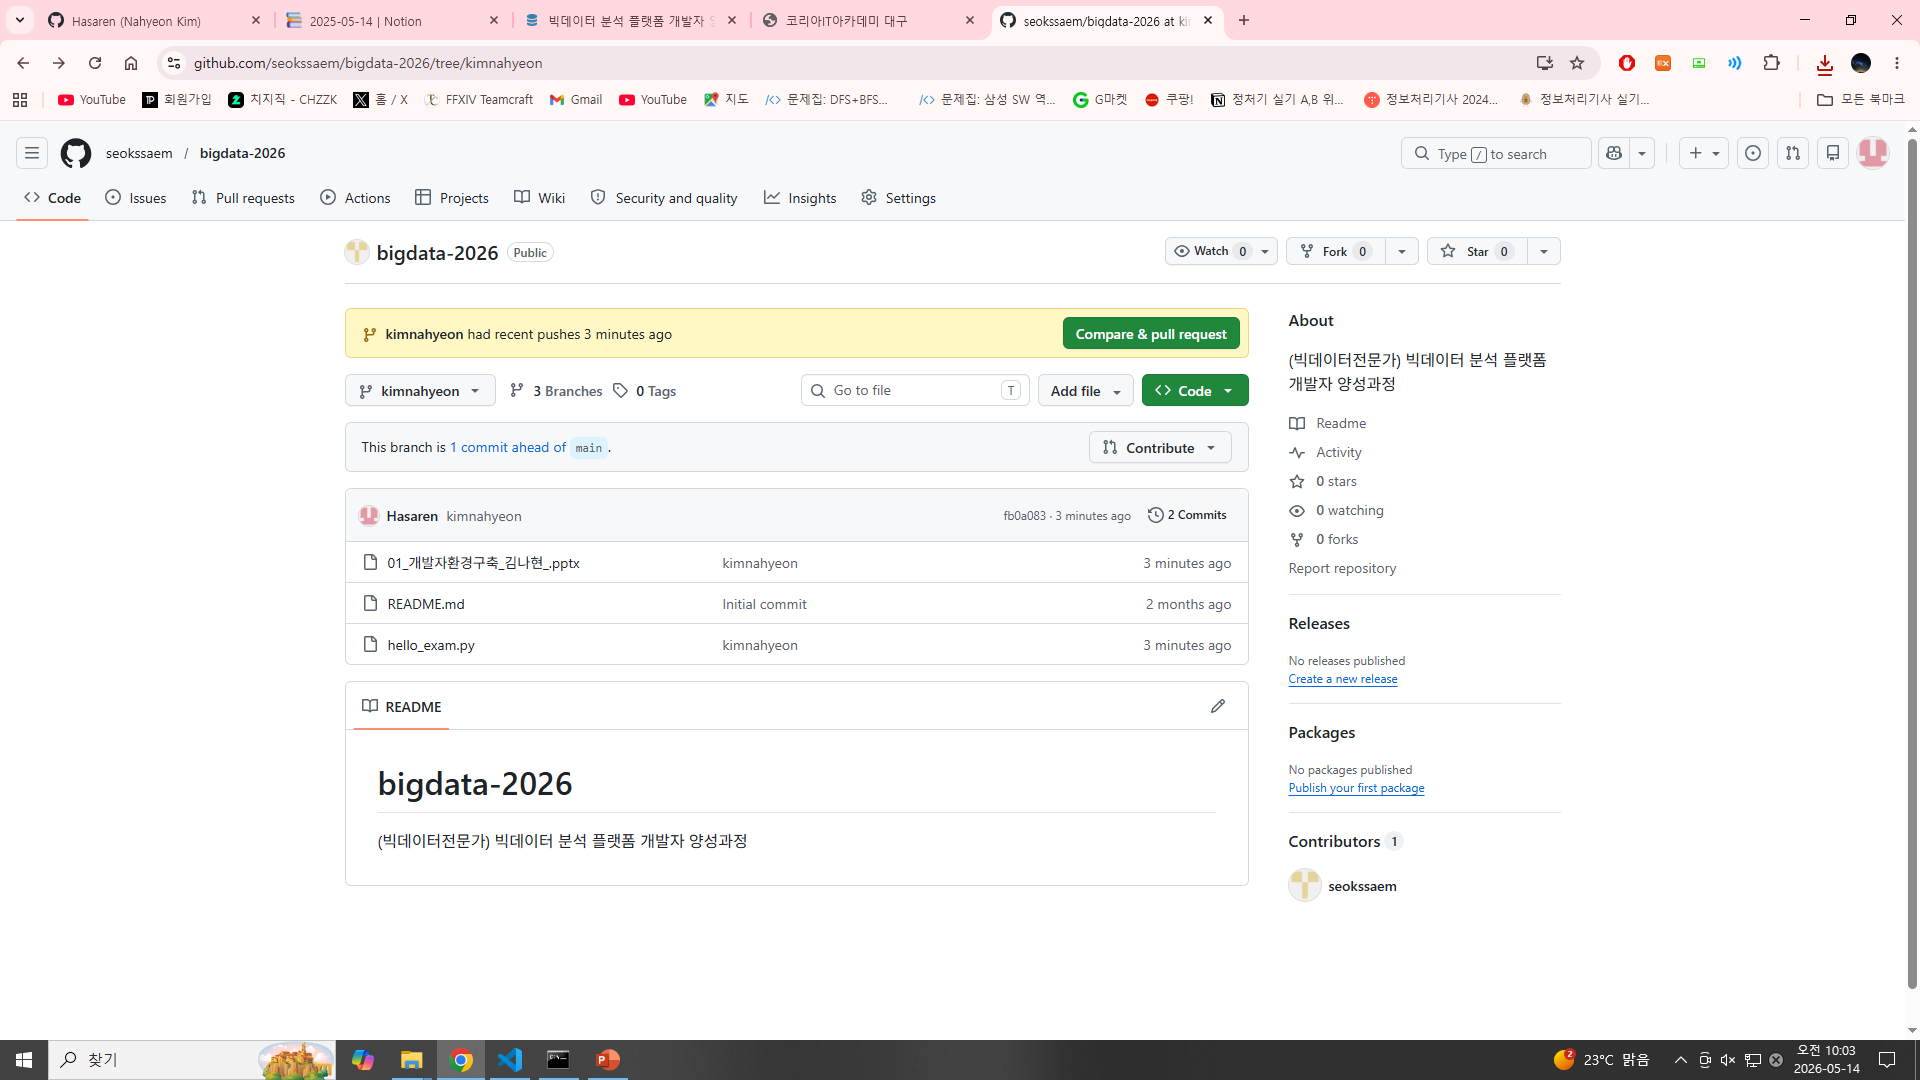 Hasaren (Nahyeon Kim)
2025-05-14 | Notion
빅데이터 분석 플랫폼 개발자
코리아IT아카데미 대구
seokssaem/bigdata-2026 at
github.com/seokssaem/bigdata-2026/tree/kimnahyeon
YouTube
회원가입
치지직 - CHZZK
홈 / X
FFXIV Teamcraft
Gmail
YouTube
지도
문제집: DFS+BFS...
문제집: 삼성 SW 역...
G마켓
쿠팡!
정처기 실기 A,B 위...
정보처리기사 2024...
정보처리기사 실기...
모든 북마크
seokssaem / bigdata-2026
Type / to search
Code
Issues
Pull requests
Actions
Projects
Wiki
Security and quality
Insights
Settings
bigdata-2026 Public
Watch 0
Fork 0
Star 0
kimnahyeon had recent pushes 3 minutes ago
Compare & pull request
kimnahyeon
3 Branches
0 Tags
Go to file T
Add file
Code
This branch is 1 commit ahead of main .
Contribute
Hasaren kimnahyeon
fb0a083 · 3 minutes ago
2 Commits
01_개발자환경구축_김나현_.pptx
kimnahyeon
3 minutes ago
README.md
Initial commit
2 months ago
hello_exam.py
kimnahyeon
3 minutes ago
README
bigdata-2026
(빅데이터전문가) 빅데이터 분석 플랫폼 개발자 양성과정
About
(빅데이터전문가) 빅데이터 분석 플랫폼
개발자 양성과정
Readme
Activity
0 stars
0 watching
0 forks
Report repository
Releases
No releases published
Create a new release
Packages
No packages published
Publish your first package
Contributors 1
seokssaem
찾기
2
23°C 맑음
오전 10:03
2026-05-14